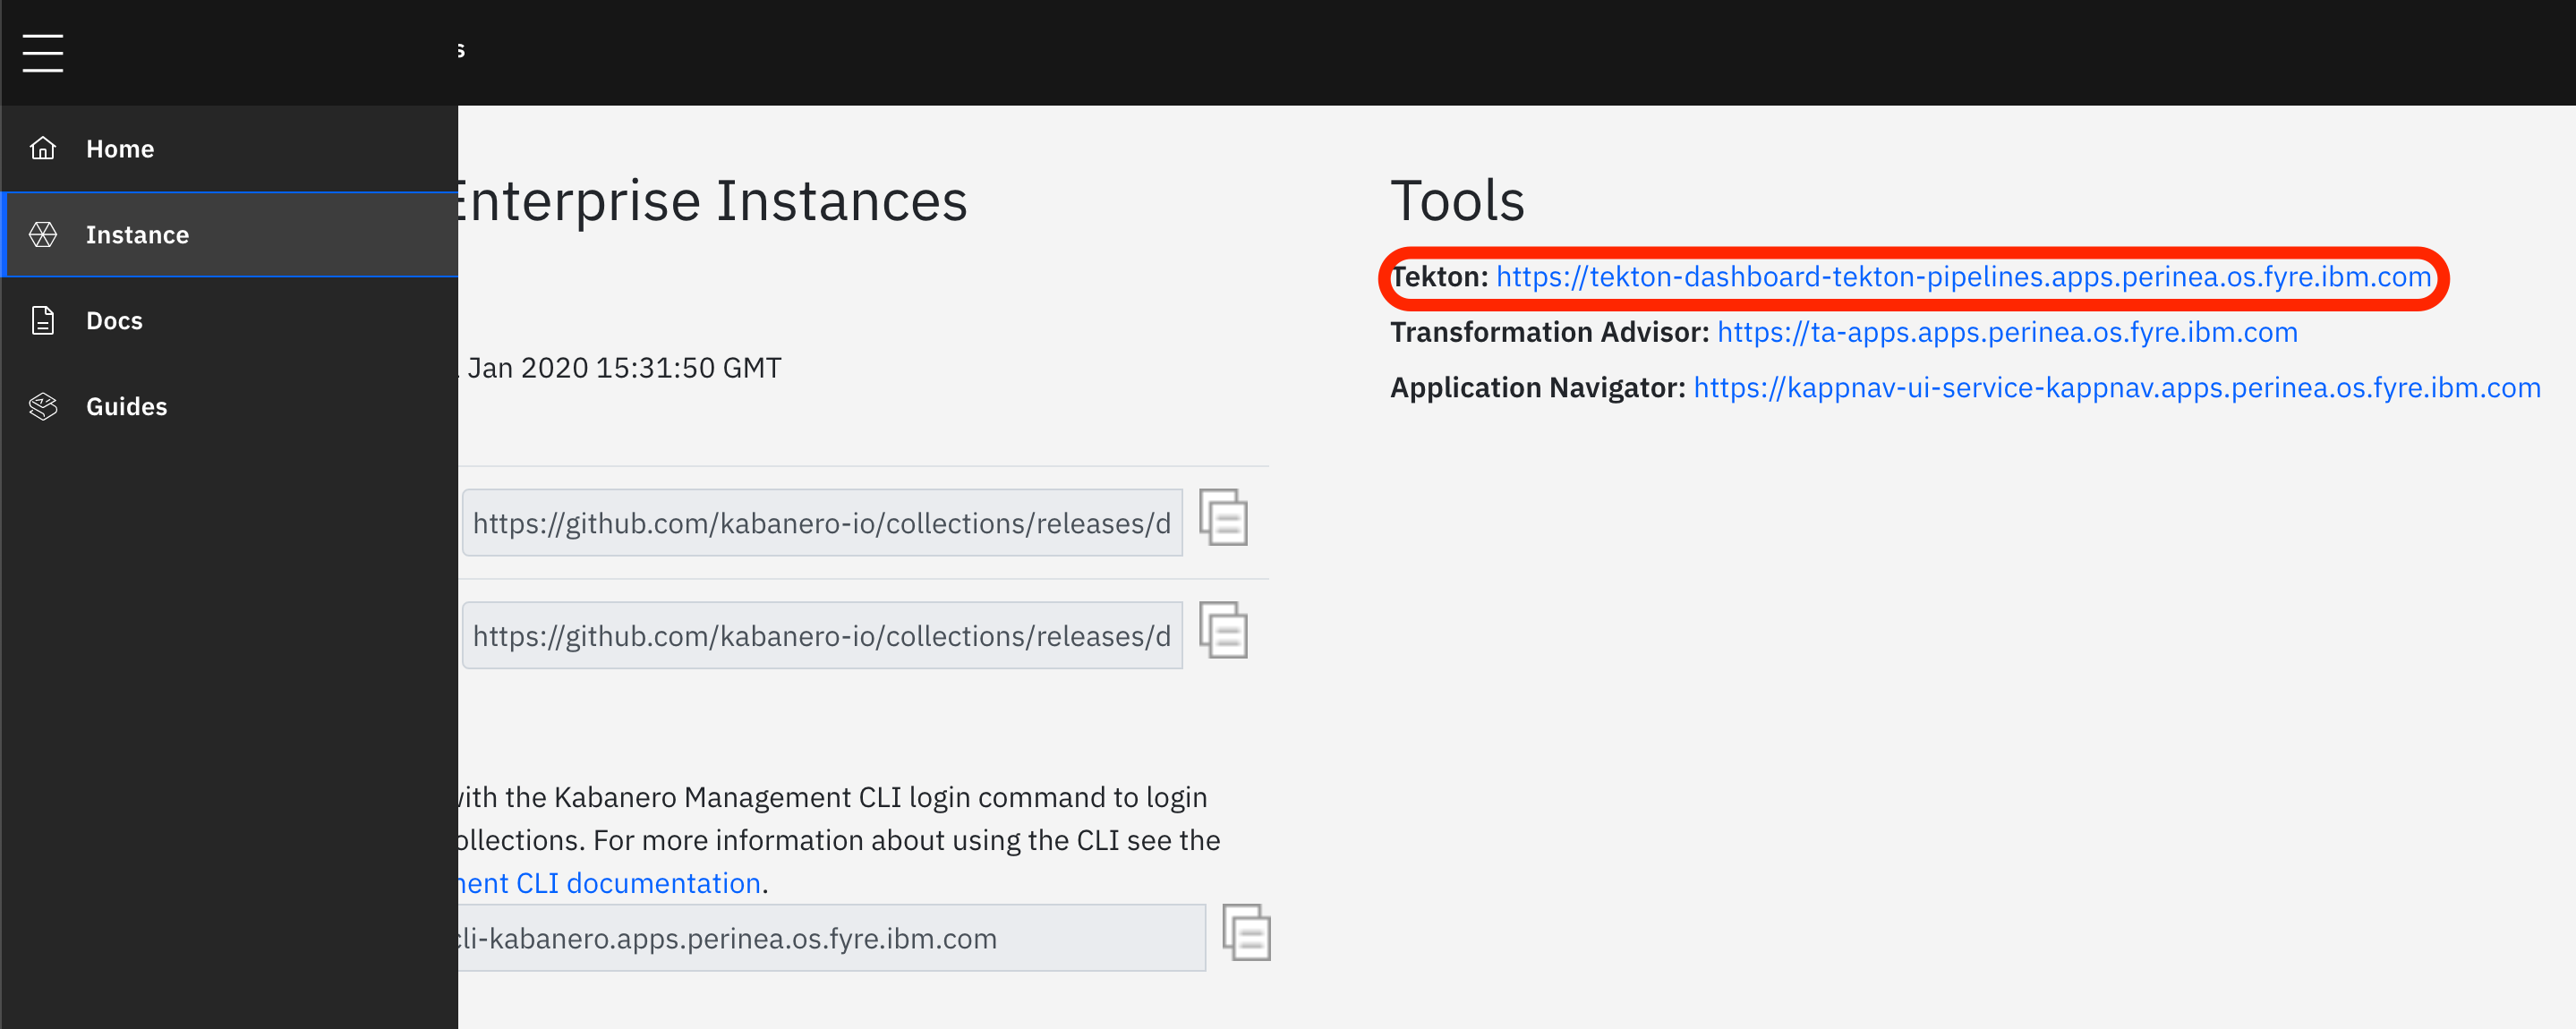 s
Home
Instance
Docs
Guides
Enterprise Instances
Jan 2020 15:31:50 GMT
https://github.com/kabanero-io/collections/releases/d
https://github.com/kabanero-io/collections/releases/d
with the Kabanero Management CLI login command to login
ollections. For more information about using the CLI see the
nent CLI documentation.
cli-kabanero.apps.perinea.os.fyre.ibm.com
Tools
Tekton: https://tekton-dashboard-tekton-pipelines.apps.perinea.os.fyre.ibm.com
Transformation Advisor: https://ta-apps.apps.perinea.os.fyre.ibm.com
Application Navigator: https://kappnav-ui-service-kappnav.apps.perinea.os.fyre.ibm.com